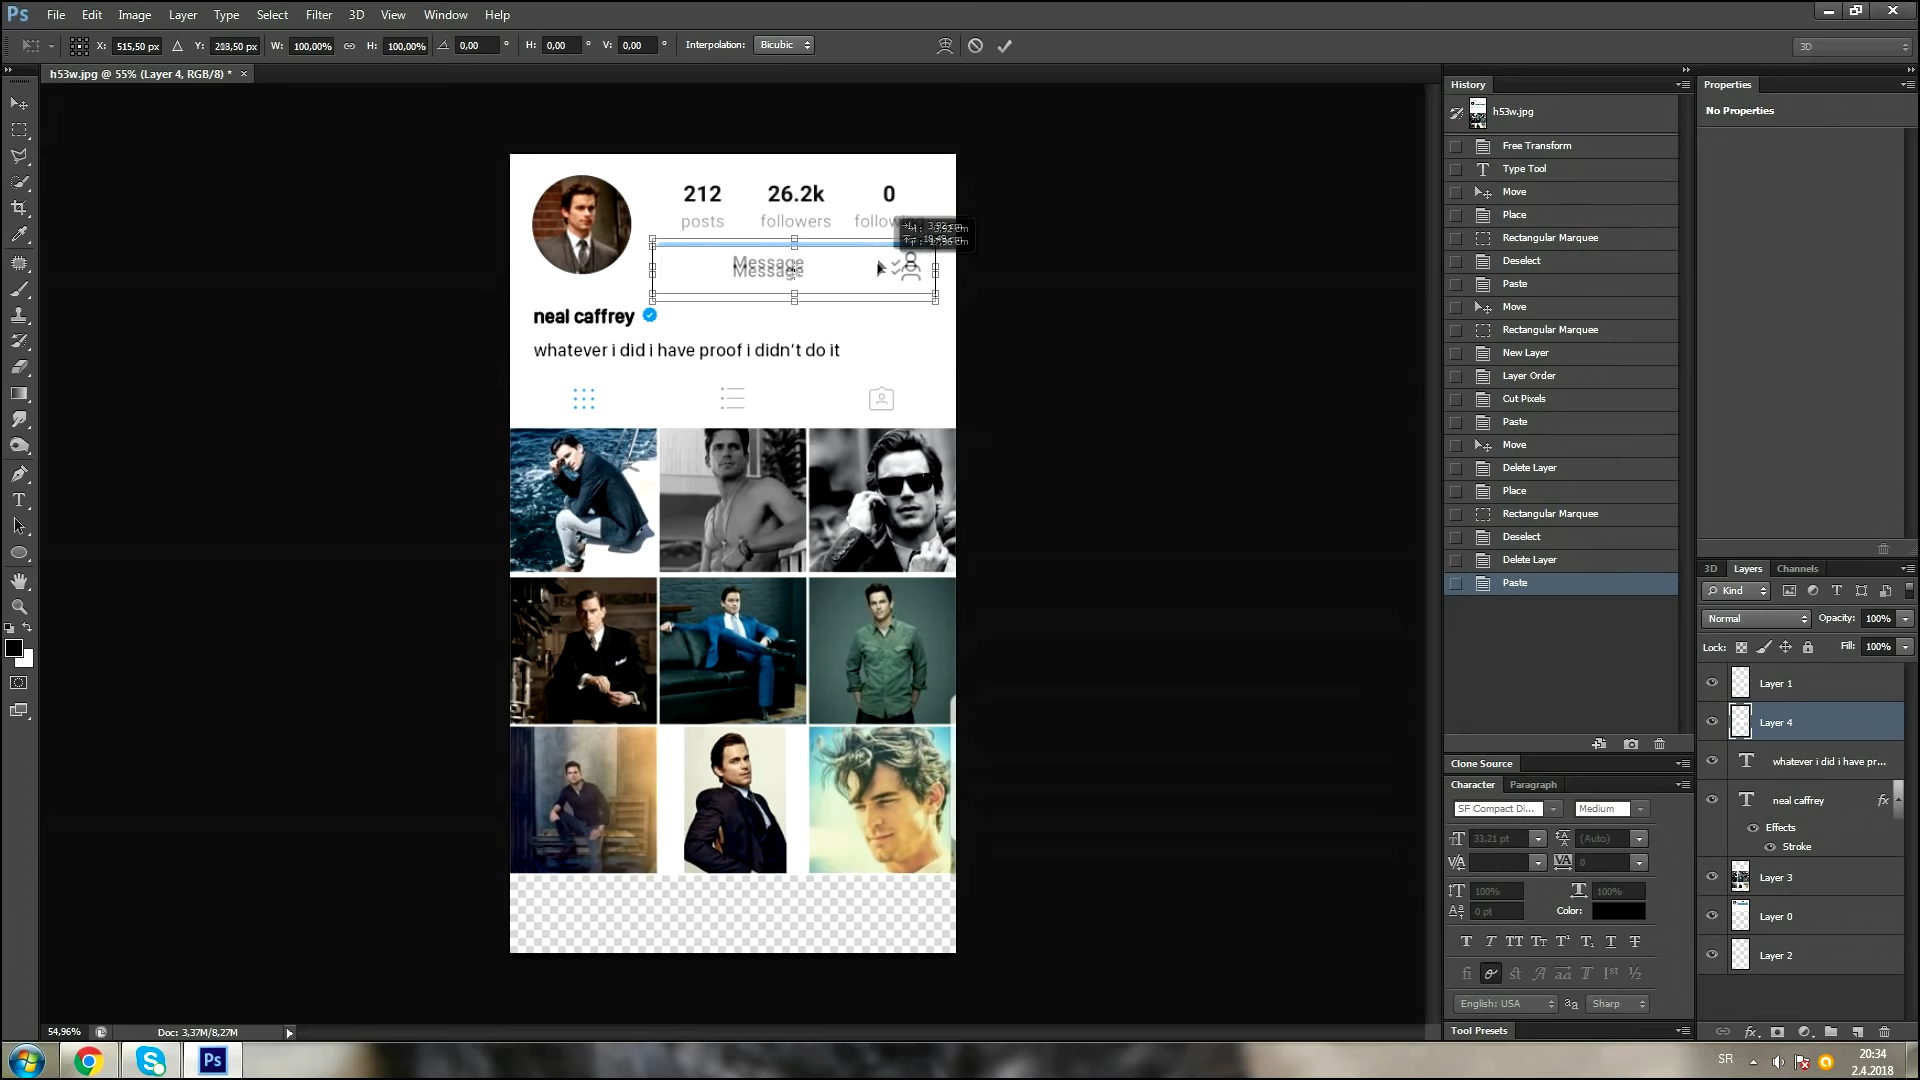 Ps File Edit Image Layer Type Select Filter 3D View Window Help
X: 515,50 px Y: 213,50 px W: 100,00% H: 100,00% 0,00 ° H: 0,00 ° V: 0,00 ° Interpolation: Bicubic 3D
h53w.jpg @ 55% (Layer 4, RGB/8) * ×
212 26.2k 0
posts followers
3,92 cm
Message
Message
neal caffrey
whatever i did i have proof i didn't do it
54,96% Doc: 3,37M/8,27M
History
h53w.jpg
Free Transform
Type Tool
Move
Place
Rectangular Marquee
Deselect
Paste
Move
Rectangular Marquee
New Layer
Layer Order
Cut Pixels
Paste
Move
Delete Layer
Place
Rectangular Marquee
Deselect
Delete Layer
Paste
Clone Source
Character Paragraph
SF Compact Di... Medium
33,21 pt (Auto)
0
100% 100%
0 pt Color:
English: USA Sharp
Tool Presets
Properties
No Properties
3D Layers Channels
Kind
Normal Opacity: 100%
Lock: Fill: 100%
Layer 1
Layer 4
whatever i did i have pr...
neal caffrey fx
Effects
Stroke
Layer 3
Layer 0
Layer 2
Ps SR 20:34
2.4.2018